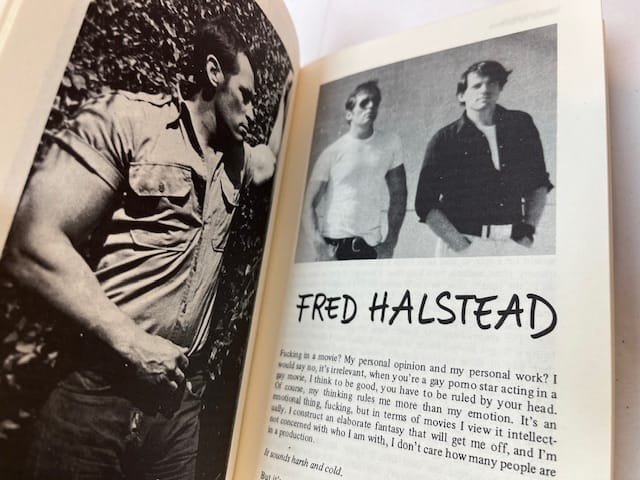 FRED HALSTEAD
Fucking in a movie? My personal opinion and my personal work? I
would say no, it's irrelevant, when you're a gay porno star acting in a
gay movie, I think to be good, you have to be ruled by your head.
Of course, my thinking rules me more than my emotion. It's an
emotional thing, fucking, but in terms of movies I view it intellect-
ually. I construct an elaborate fantasy that will get me off, and I'm
not concerned with who I am with, I don't care how many people are
in a production.
It sounds harsh and cold.
But it's